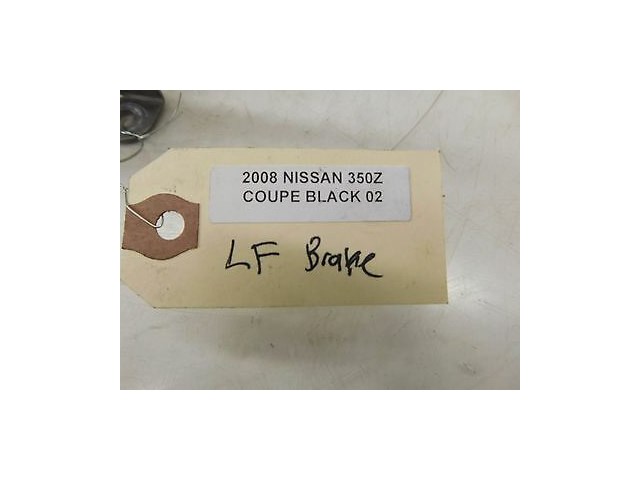 2008 NISSAN 350Z
COUPE BLACK 02
LF Brake